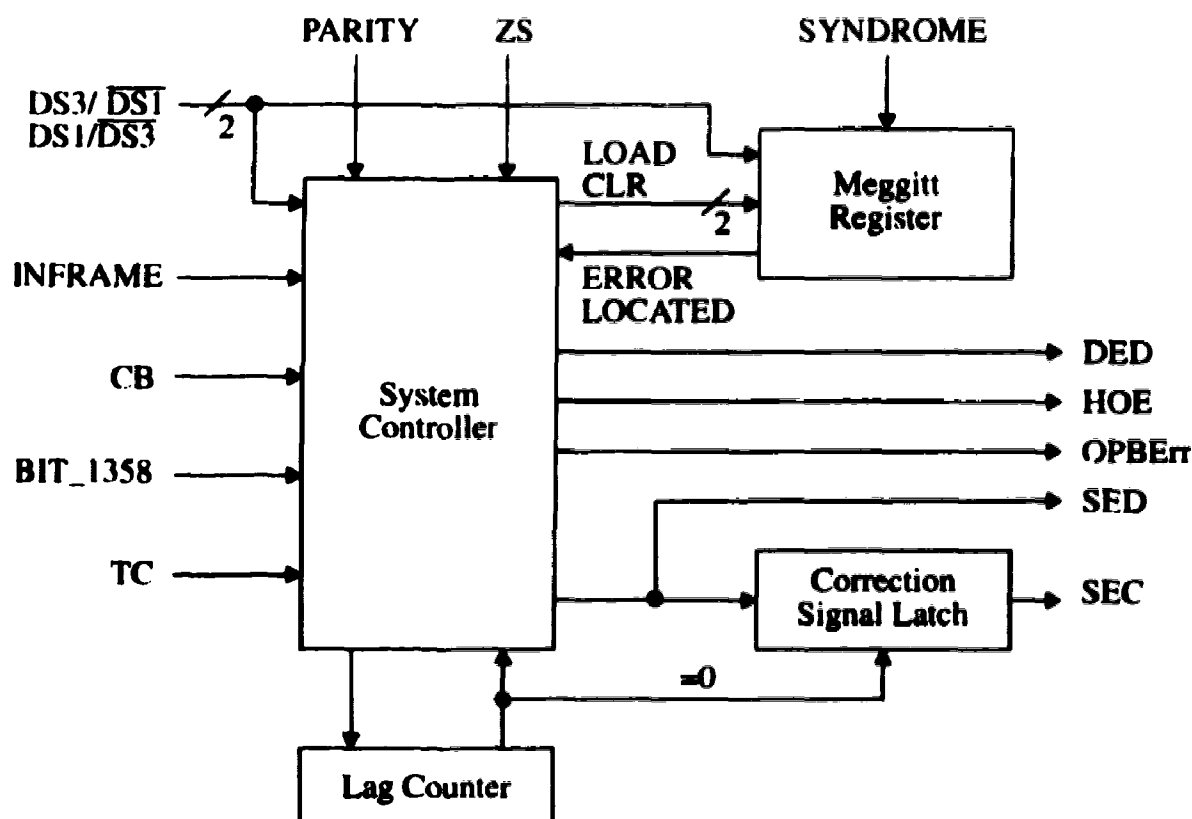 PARITY ZS SYNDROME
DS3/ DS1
DS1/DS3
2
LOAD
CLR
2
Meggitt
Register
INFRAME
ERROR
LOCATED
DED
CB
System
Controller
HOE
OPBErr
BIT_1358
SED
TC
Correction
Signal Latch
SEC
=0
Lag Counter